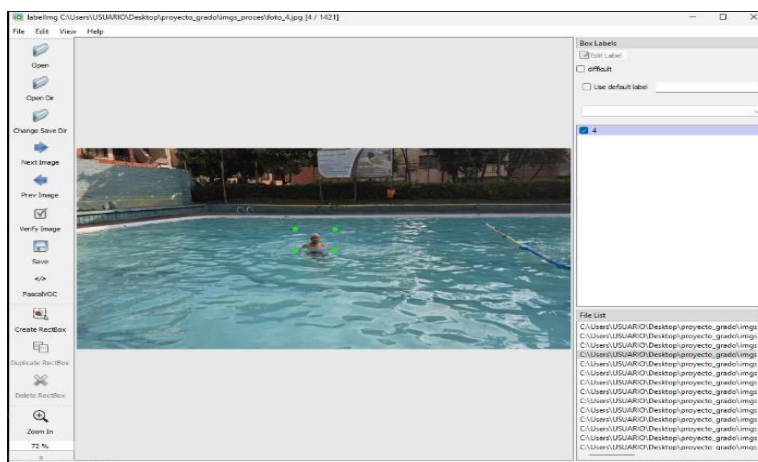 labelImg C:\Users\USUARIO\Desktop\proyecto_grado\imgs_proces\foto_4.jpg [4 / 1421]
File Edit View Help
Open
Open Dir
Change Save Dir
Next Image
Prev Image
Verify Image
Save
</>
PascalVOC
Create RectBox
Duplicate RectBox
Delete RectBox
Zoom In
72 %
Box Labels
Edit Label
difficult
Use default label
4
File List
C:\Users\USUARIO\Desktop\proyecto_grado\imgs
C:\Users\USUARIO\Desktop\proyecto_grado\imgs
C:\Users\USUARIO\Desktop\proyecto_grado\imgs
C:\Users\USUARIO\Desktop\proyecto_grado\imgs
C:\Users\USUARIO\Desktop\proyecto_grado\imgs
C:\Users\USUARIO\Desktop\proyecto_grado\imgs
C:\Users\USUARIO\Desktop\proyecto_grado\imgs
C:\Users\USUARIO\Desktop\proyecto_grado\imgs
C:\Users\USUARIO\Desktop\proyecto_grado\imgs
C:\Users\USUARIO\Desktop\proyecto_grado\imgs
C:\Users\USUARIO\Desktop\proyecto_grado\imgs
C:\Users\USUARIO\Desktop\proyecto_grado\imgs
C:\Users\USUARIO\Desktop\proyecto_grado\imgs
C:\Users\USUARIO\Desktop\proyecto_grado\imgs